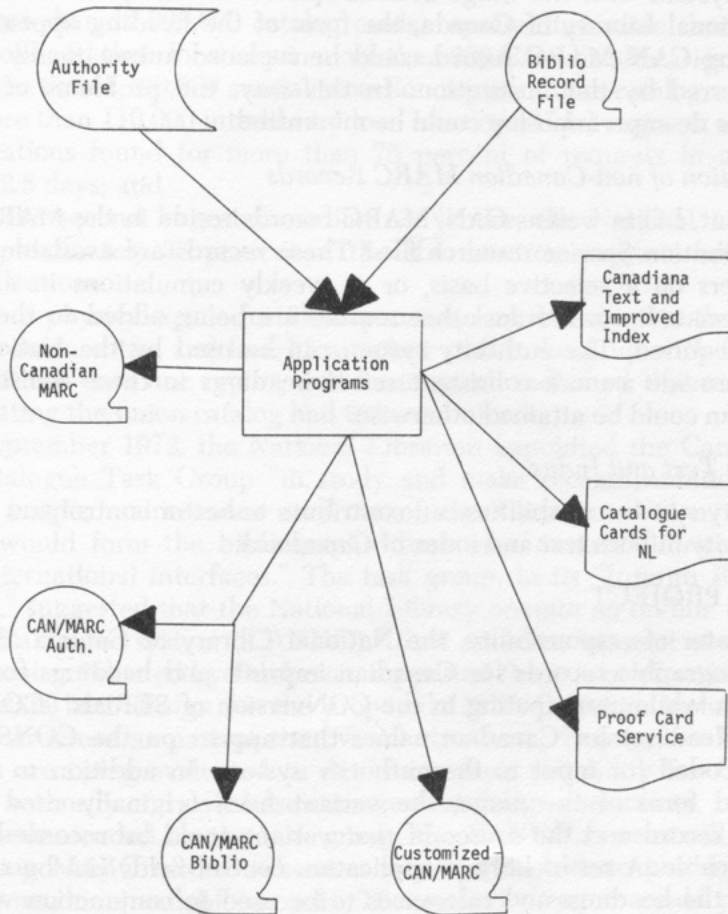 Authority
File
Biblio
Record
File
Canadiana
Text and
Improved
Index
Non-
Canadian
MARC
Application
Programs
Catalogue
Cards for
NL
CAN/MARC
Auth.
Proof Card
Service
CAN/MARC
Biblio
Customized
CAN/MARC